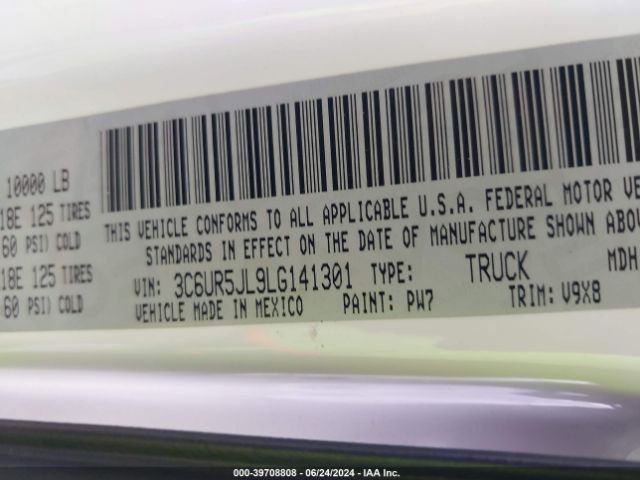 10000 LB
18E 125 TIRES
60 PSI) COLD
18E 125 TIRES
60 PSI) COLD
THIS VEHICLE CONFORMS TO ALL APPLICABLE U.S.A. FEDERAL MOTOR VE
STANDARDS IN EFFECT ON THE DATE OF MANUFACTURE SHOWN ABO
VIN: 3C6UR5JL9LG141301 TYPE: TRUCK MDH
VEHICLE MADE IN MEXICO PAINT: PW7 TRIM: V9X8
000-39708808 - 06/24/2024 - IAA Inc.